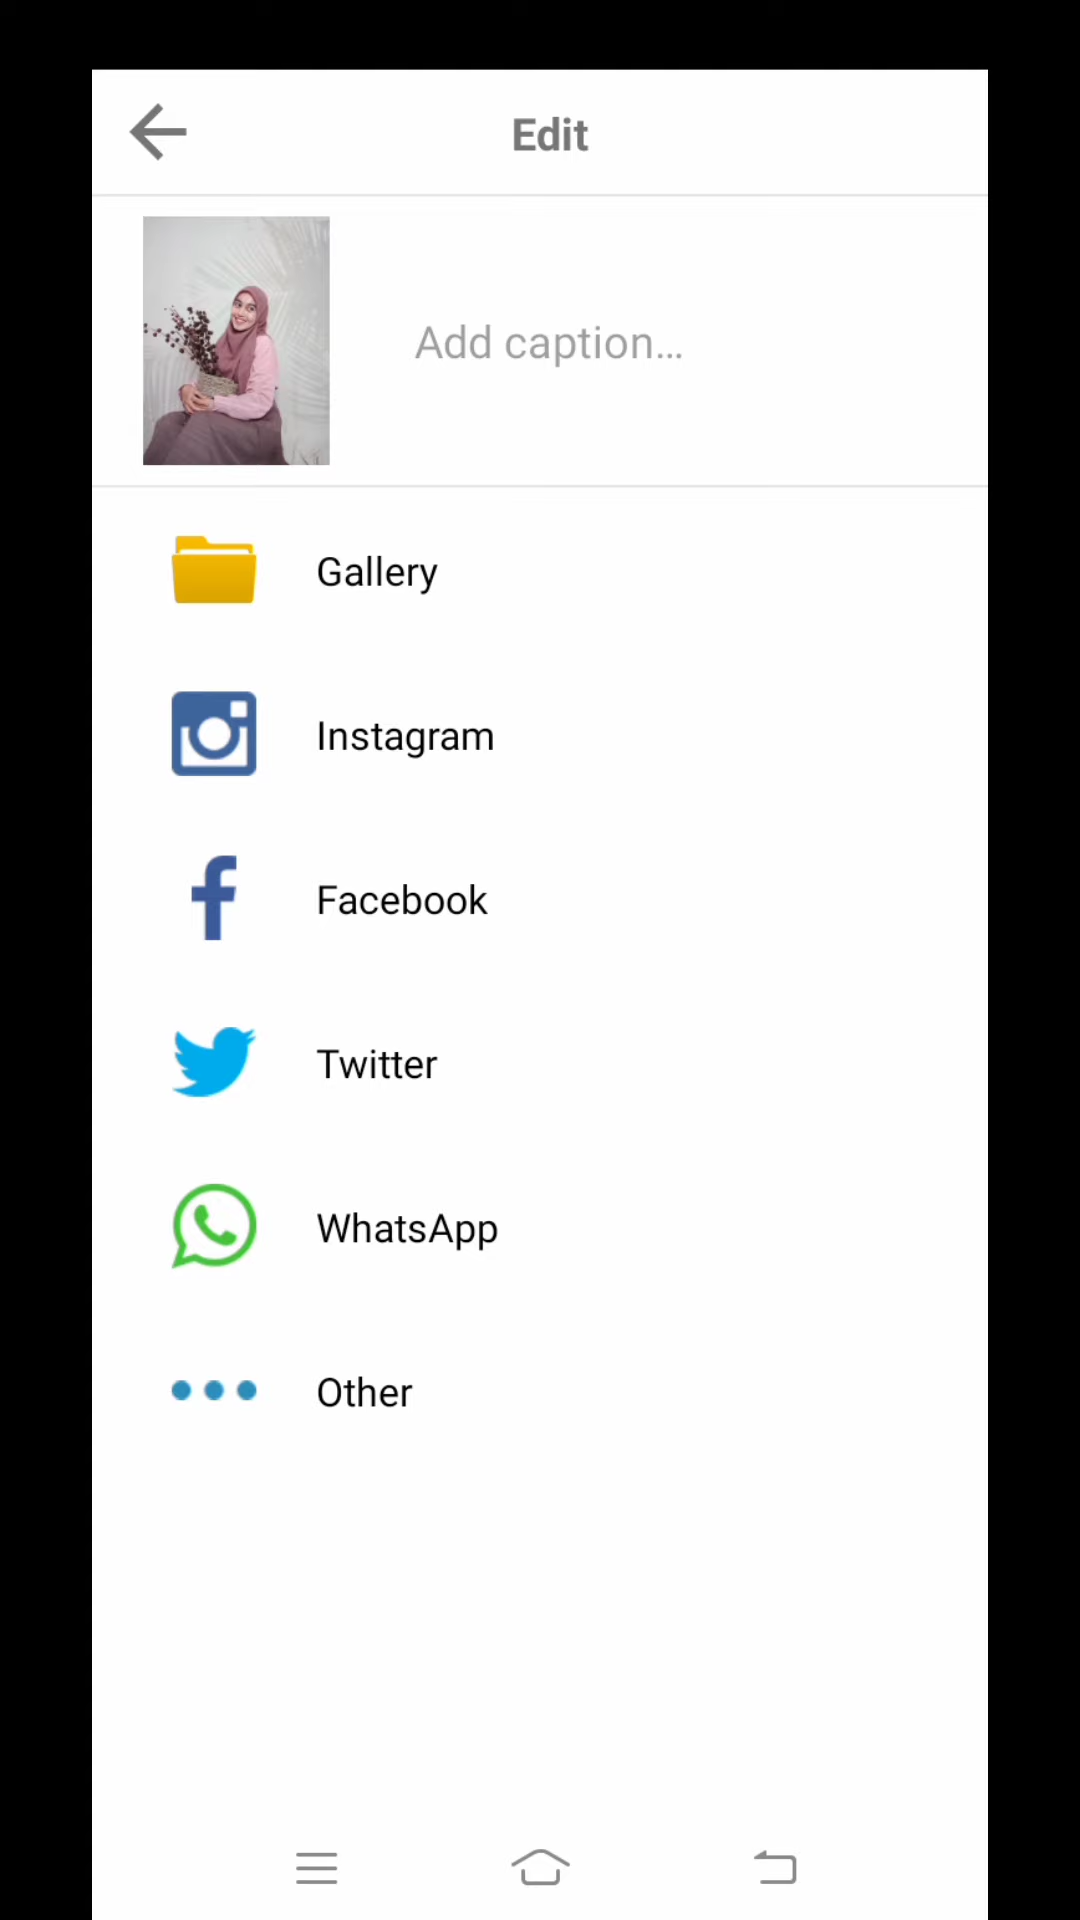 Edit
Add caption...
Gallery
Instagram
Facebook
Twitter
WhatsApp
Other